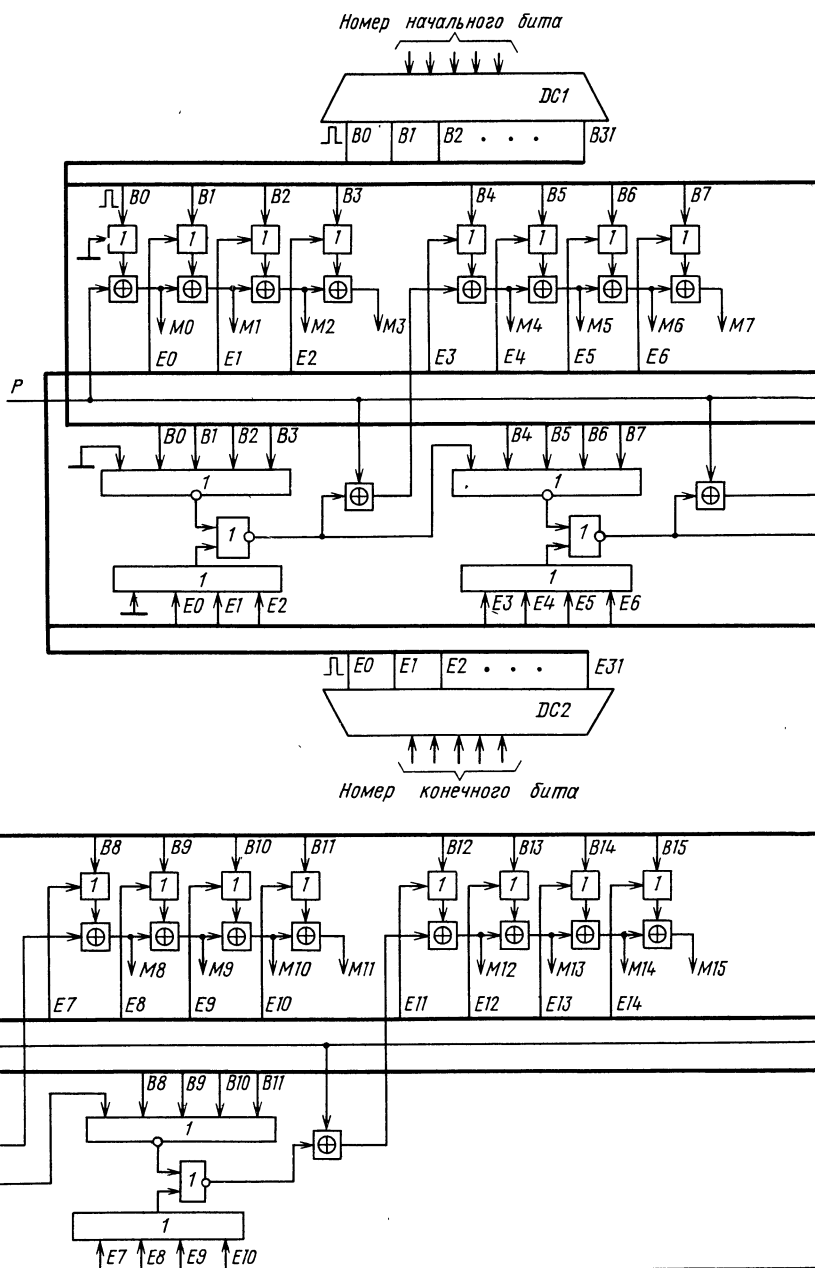 Номер начального бита
DC1
B0 B1 B2 . . . B31
B0 B1 B2 B3 B4 B5 B6 B7
1 1 1 1 1 1 1 1
M0 M1 M2 M3 M4 M5 M6 M7
E0 E1 E2 E3 E4 E5 E6
P
B0 B1 B2 B3 B4 B5 B6 B7
1 1
1 1
1 1
E0 E1 E2 E3 E4 E5 E6
E0 E1 E2 . . . E31
DC2
Номер конечного бита
B8 B9 B10 B11 B12 B13 B14 B15
1 1 1 1 1 1 1 1
M8 M9 M10 M11 M12 M13 M14 M15
E7 E8 E9 E10 E11 E12 E13 E14
B8 B9 B10 B11
1
1
1
E7 E8 E9 E10